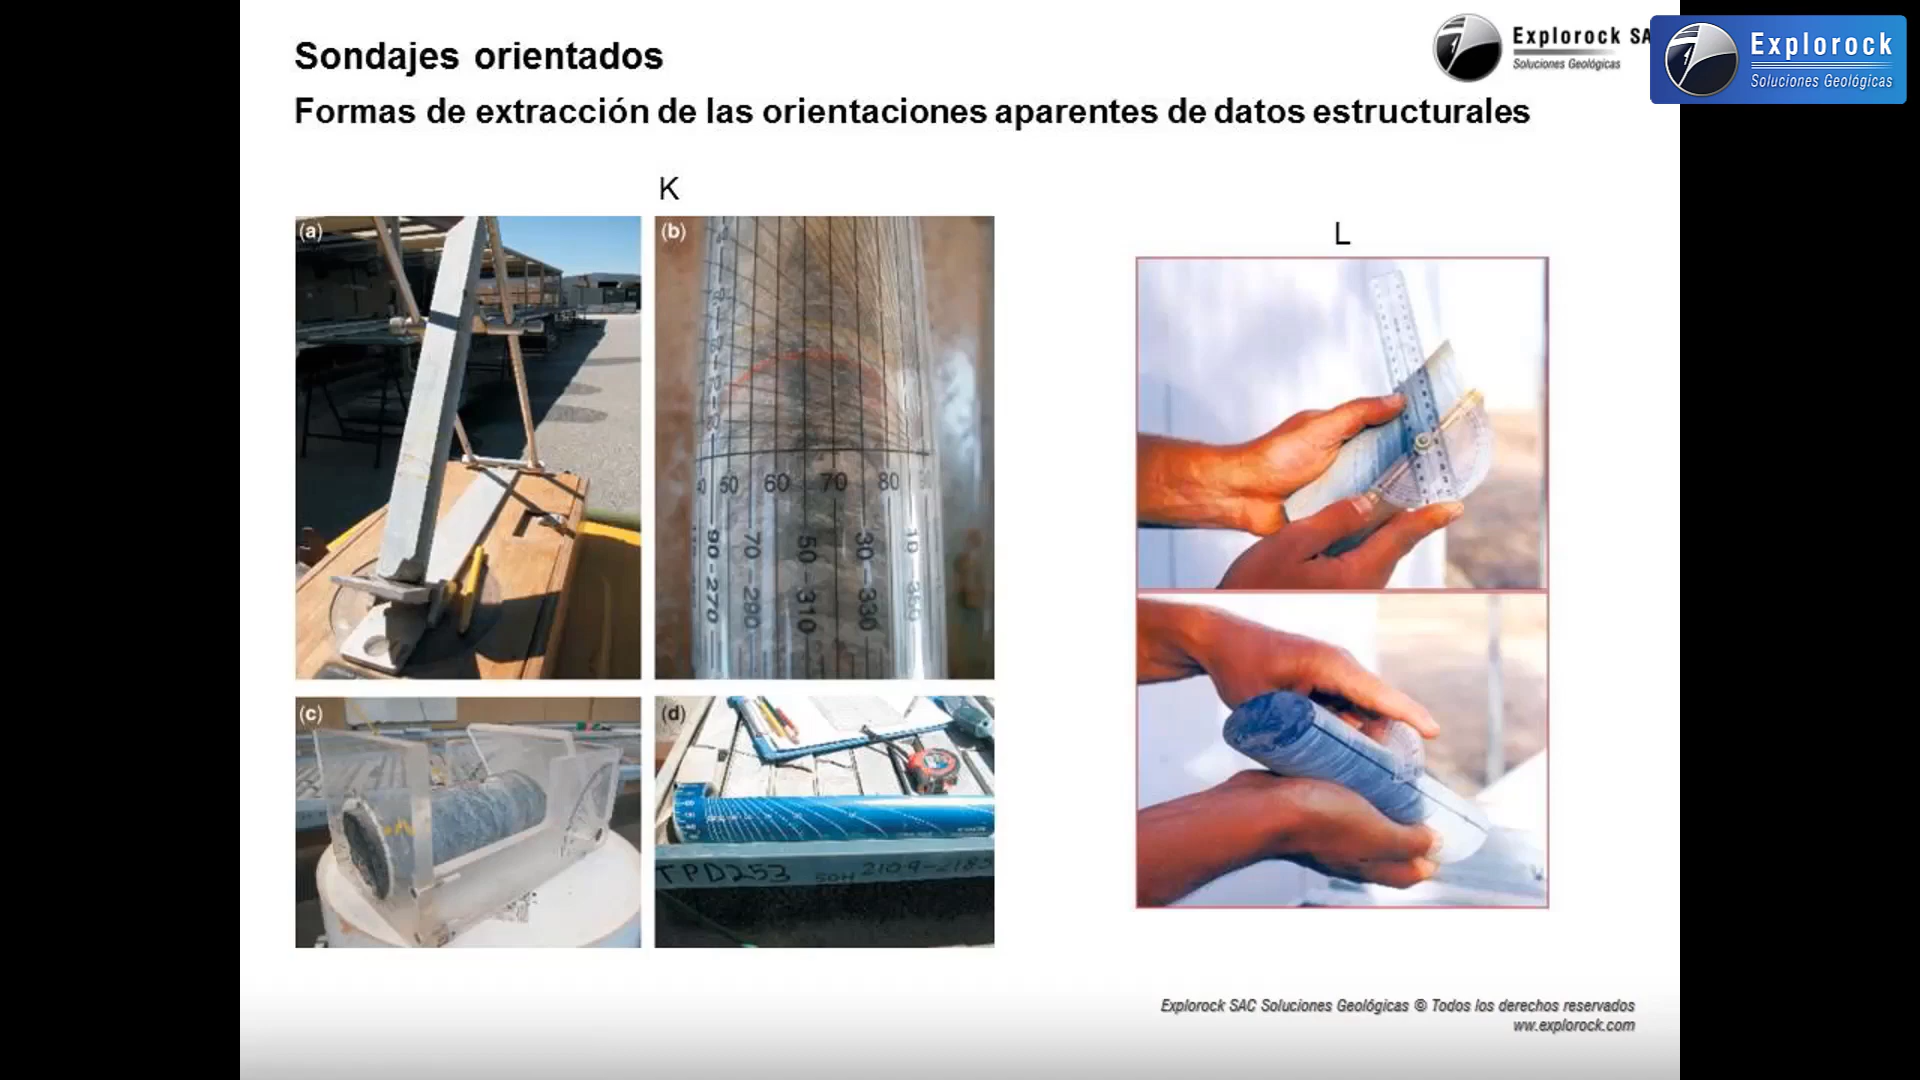 Sondajes orientados
Formas de extracción de las orientaciones aparentes de datos estructurales
Explorock SA
Soluciones Geológicas
Explorock
Soluciones Geológicas
K
L
(a)
(b)
50 60 70 80
90-270
70-290
50-310
30-330
(c)
(d)
TPD253
Explorock SAC Soluciones Geológicas © Todos los derechos reservados
ww.explorock.com